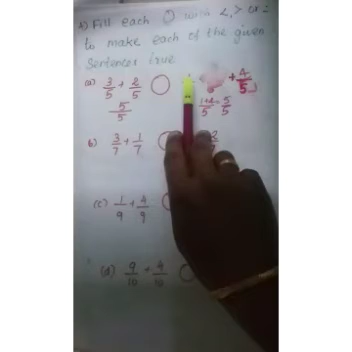 1) Fill each ○ with <, > or =
to make each of the given
Sentences true
(a) 3/5 + 2/5 ○ + 4/5
5/5 1+4/5 = 5/5
b) 3/7 + 1/7 ○
(c) 1/9 + 4/9
(d) 9/10 + 4/10 ○